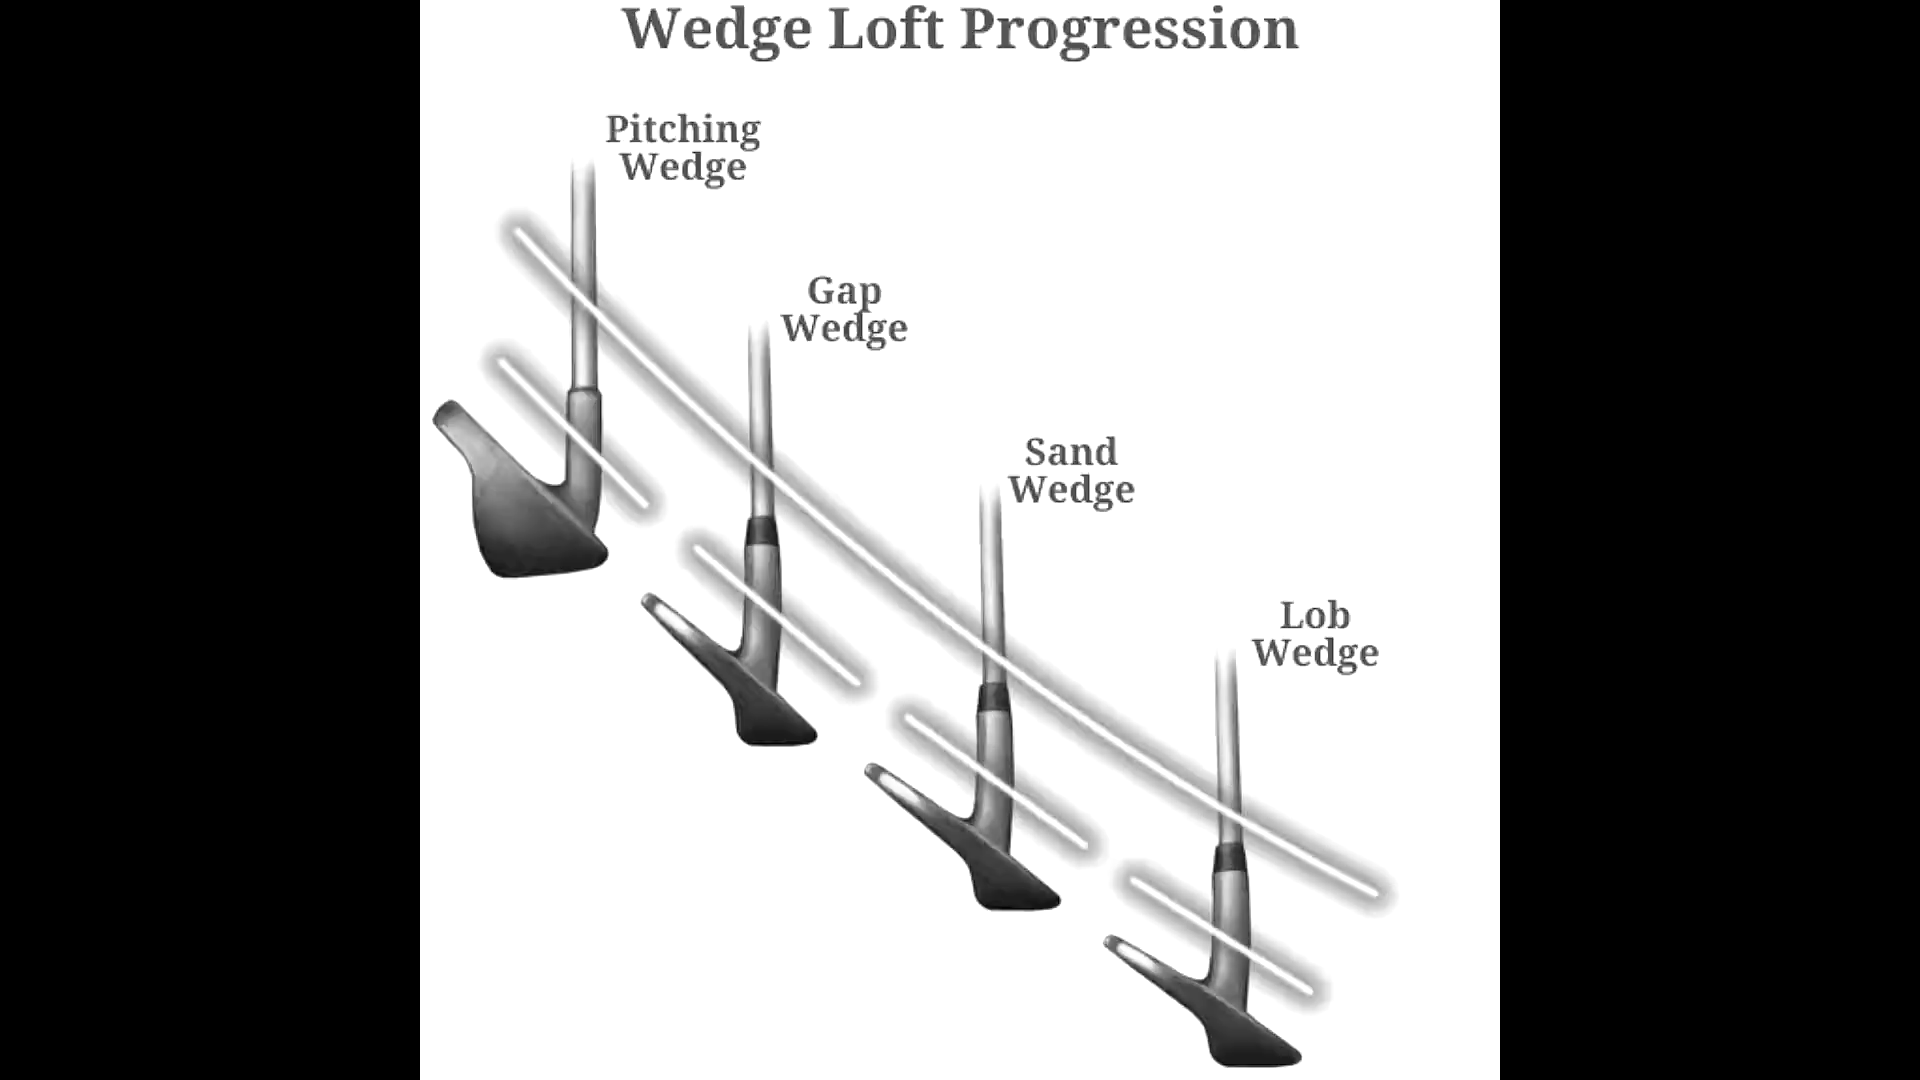 Wedge Loft Progression
Pitching
Wedge
Gap
Wedge
Sand
Wedge
Lob
Wedge